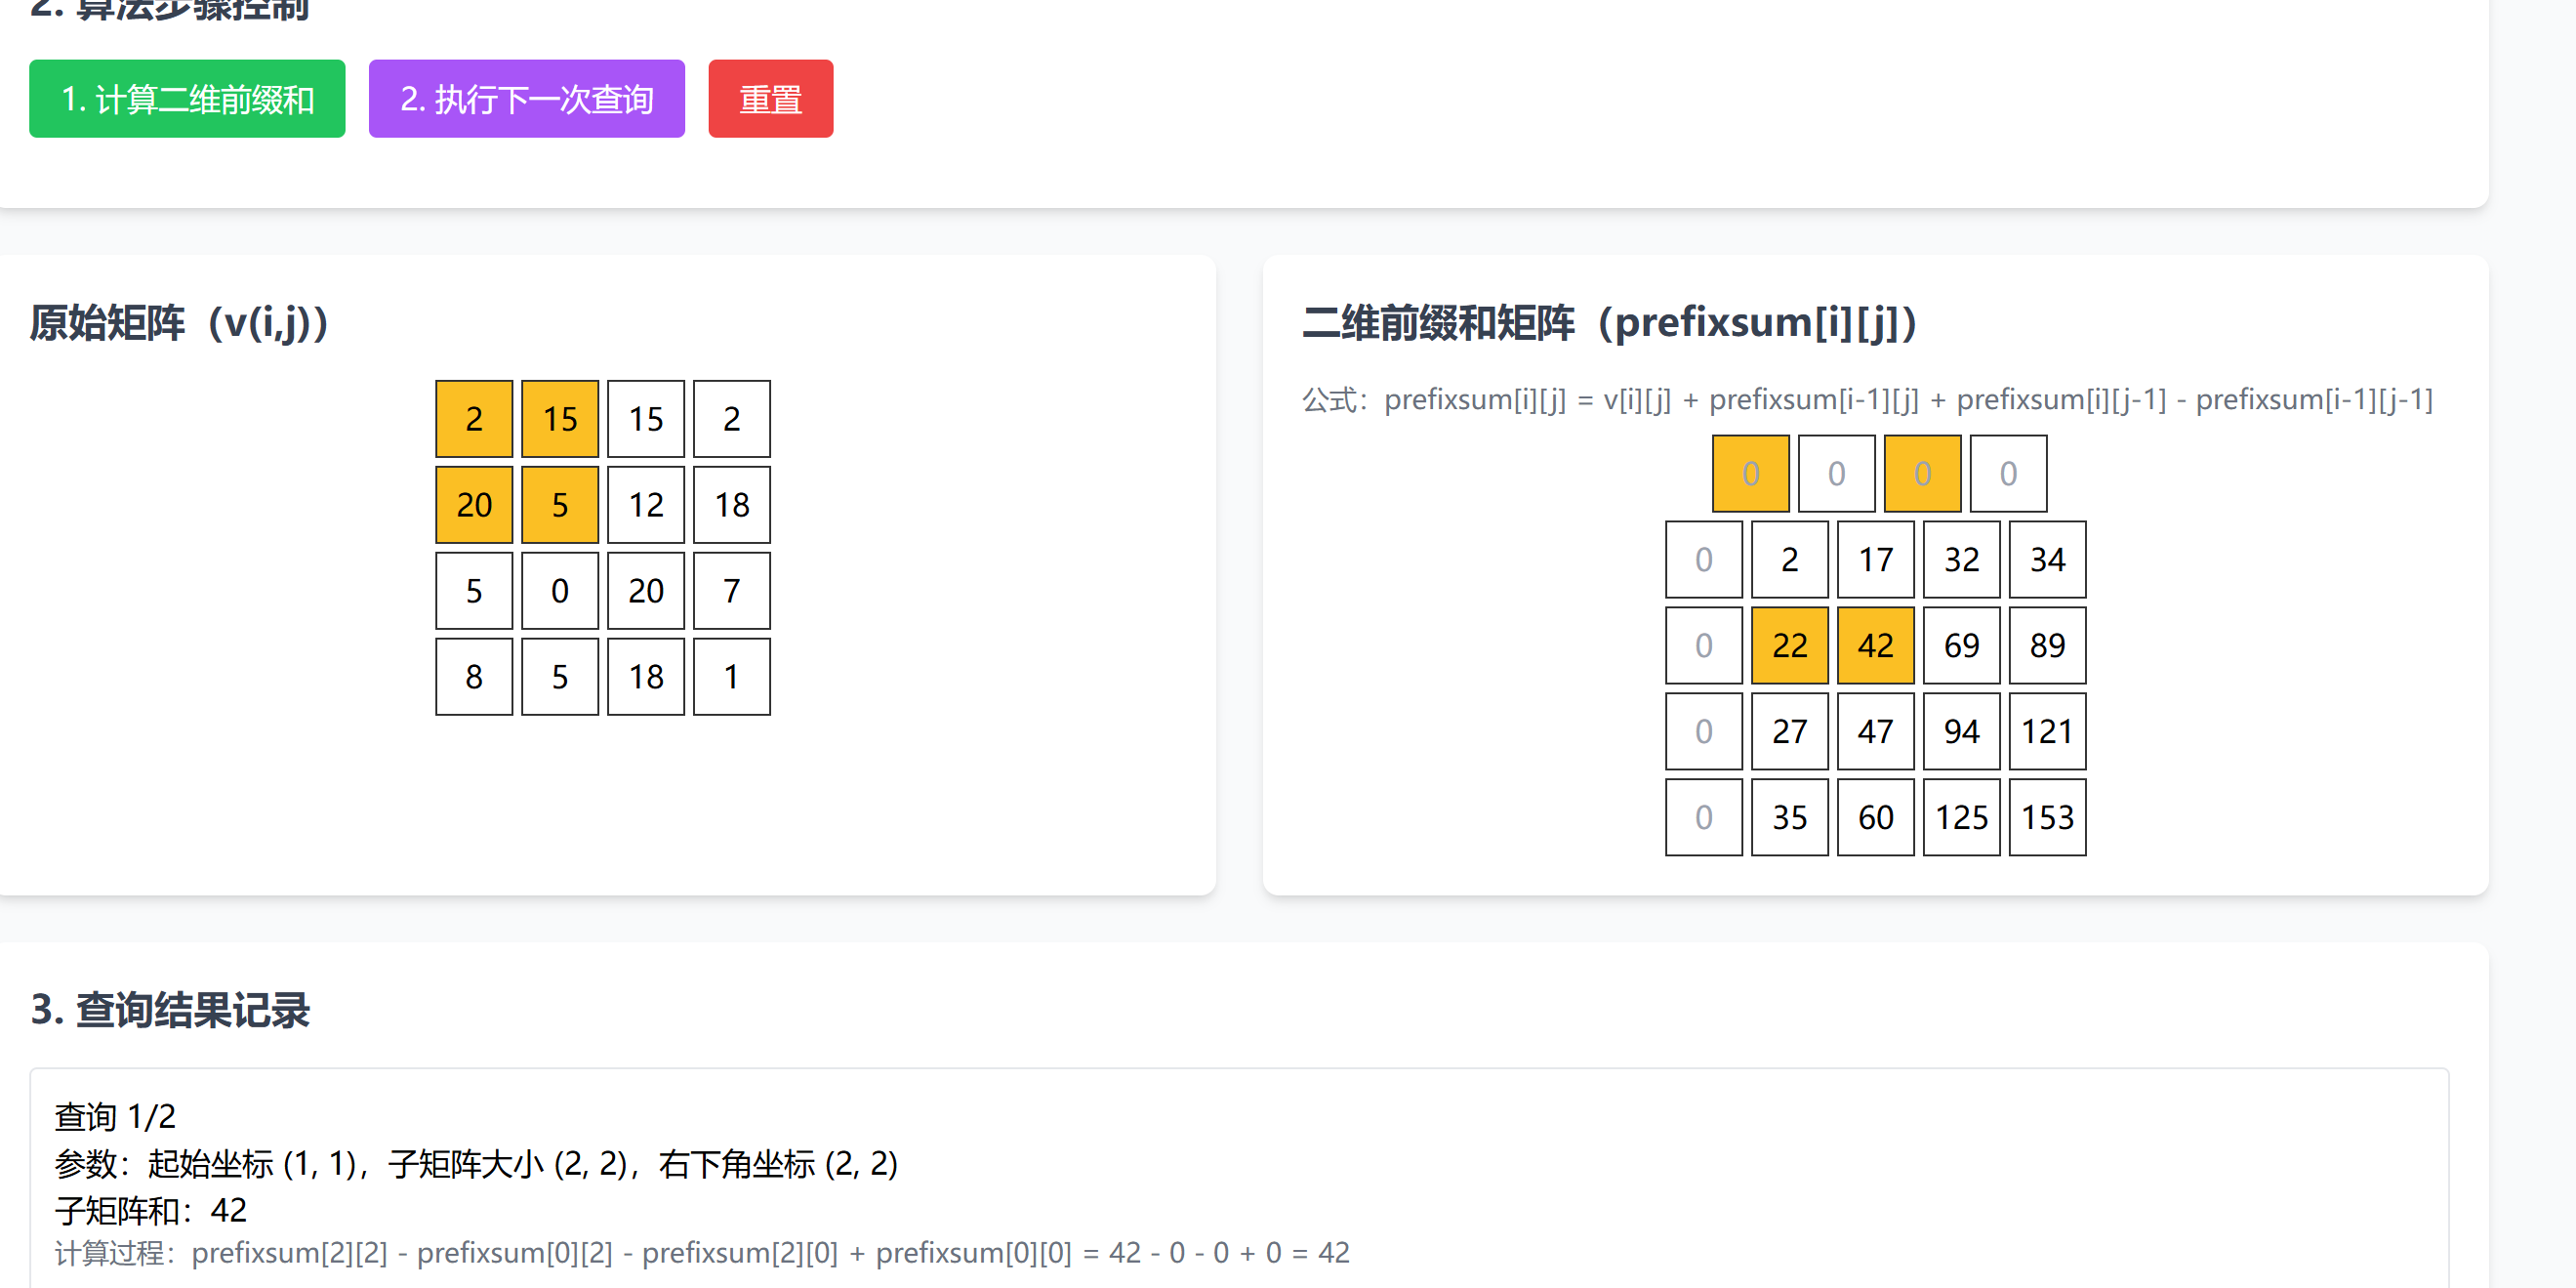 2. 算法步骤控制
1. 计算二维前缀和 2. 执行下一次查询 重置
原始矩阵（v(i,j)）
2 15 15 2
20 5 12 18
5 0 20 7
8 5 18 1
二维前缀和矩阵（prefixsum[i][j]）
公式：prefixsum[i][j] = v[i][j] + prefixsum[i-1][j] + prefixsum[i][j-1] - prefixsum[i-1][j-1]
0 0 0 0
0 2 17 32 34
0 22 42 69 89
0 27 47 94 121
0 35 60 125 153
3. 查询结果记录
查询 1/2
参数：起始坐标 (1, 1)，子矩阵大小 (2, 2)，右下角坐标 (2, 2)
子矩阵和：42
计算过程：prefixsum[2][2] - prefixsum[0][2] - prefixsum[2][0] + prefixsum[0][0] = 42 - 0 - 0 + 0 = 42